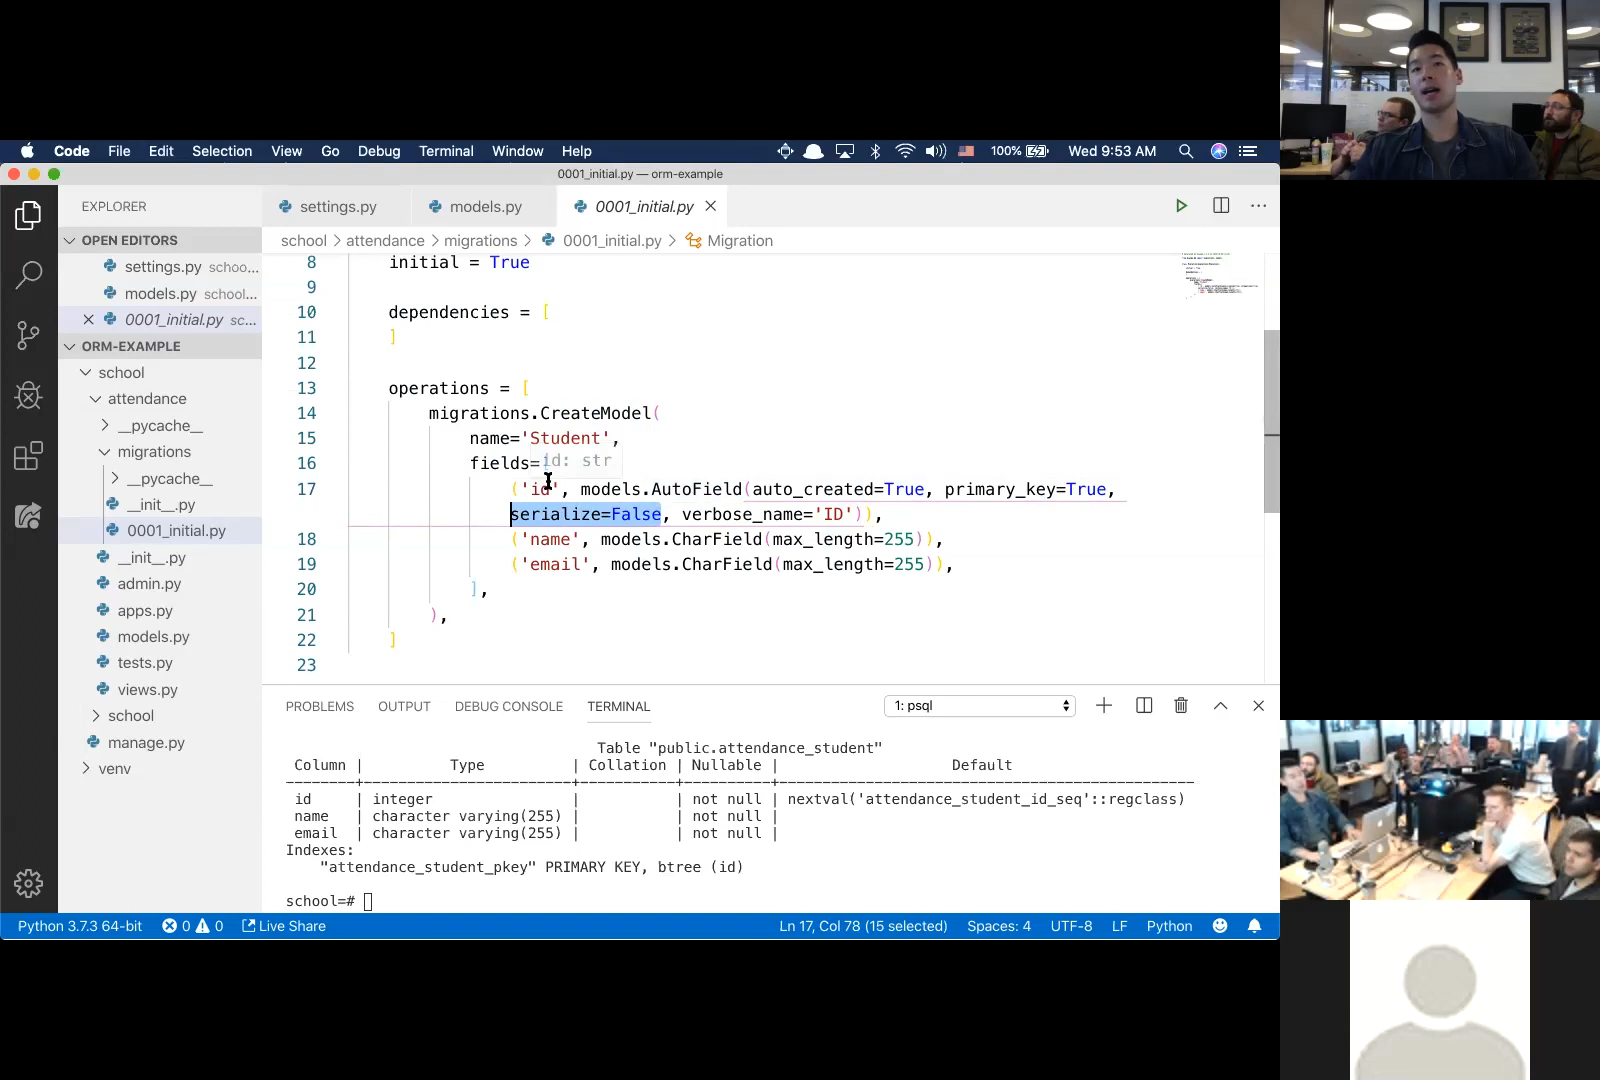 Code File Edit Selection View Go Debug Terminal Window Help 100% Wed 9:53 AM
0001_initial.py — orm-example
EXPLORER
OPEN EDITORS
settings.py schoo...
models.py school...
0001_initial.py sc...
ORM-EXAMPLE
school
attendance
__pycache__
migrations
__pycache__
__init__.py
0001_initial.py
__init__.py
admin.py
apps.py
models.py
tests.py
views.py
school
manage.py
venv
settings.py models.py 0001_initial.py
school > attendance > migrations > 0001_initial.py > Migration
8 initial = True
9
10 dependencies = [
11 ]
12
13 operations = [
14 migrations.CreateModel(
15 name='Student',
id: str
16 fields=[
17 ('id', models.AutoField(auto_created=True, primary_key=True,
serialize=False, verbose_name='ID')),
18 ('name', models.CharField(max_length=255)),
19 ('email', models.CharField(max_length=255)),
20 ],
21 ),
22 ]
23
PROBLEMS OUTPUT DEBUG CONSOLE TERMINAL 1: psql
Table "public.attendance_student"
Column | Type | Collation | Nullable | Default
id | integer | | not null | nextval('attendance_student_id_seq'::regclass)
name | character varying(255) | | not null |
email | character varying(255) | | not null |
Indexes:
"attendance_student_pkey" PRIMARY KEY, btree (id)
school=#
Python 3.7.3 64-bit 0 0 Live Share Ln 17, Col 78 (15 selected) Spaces: 4 UTF-8 LF Python